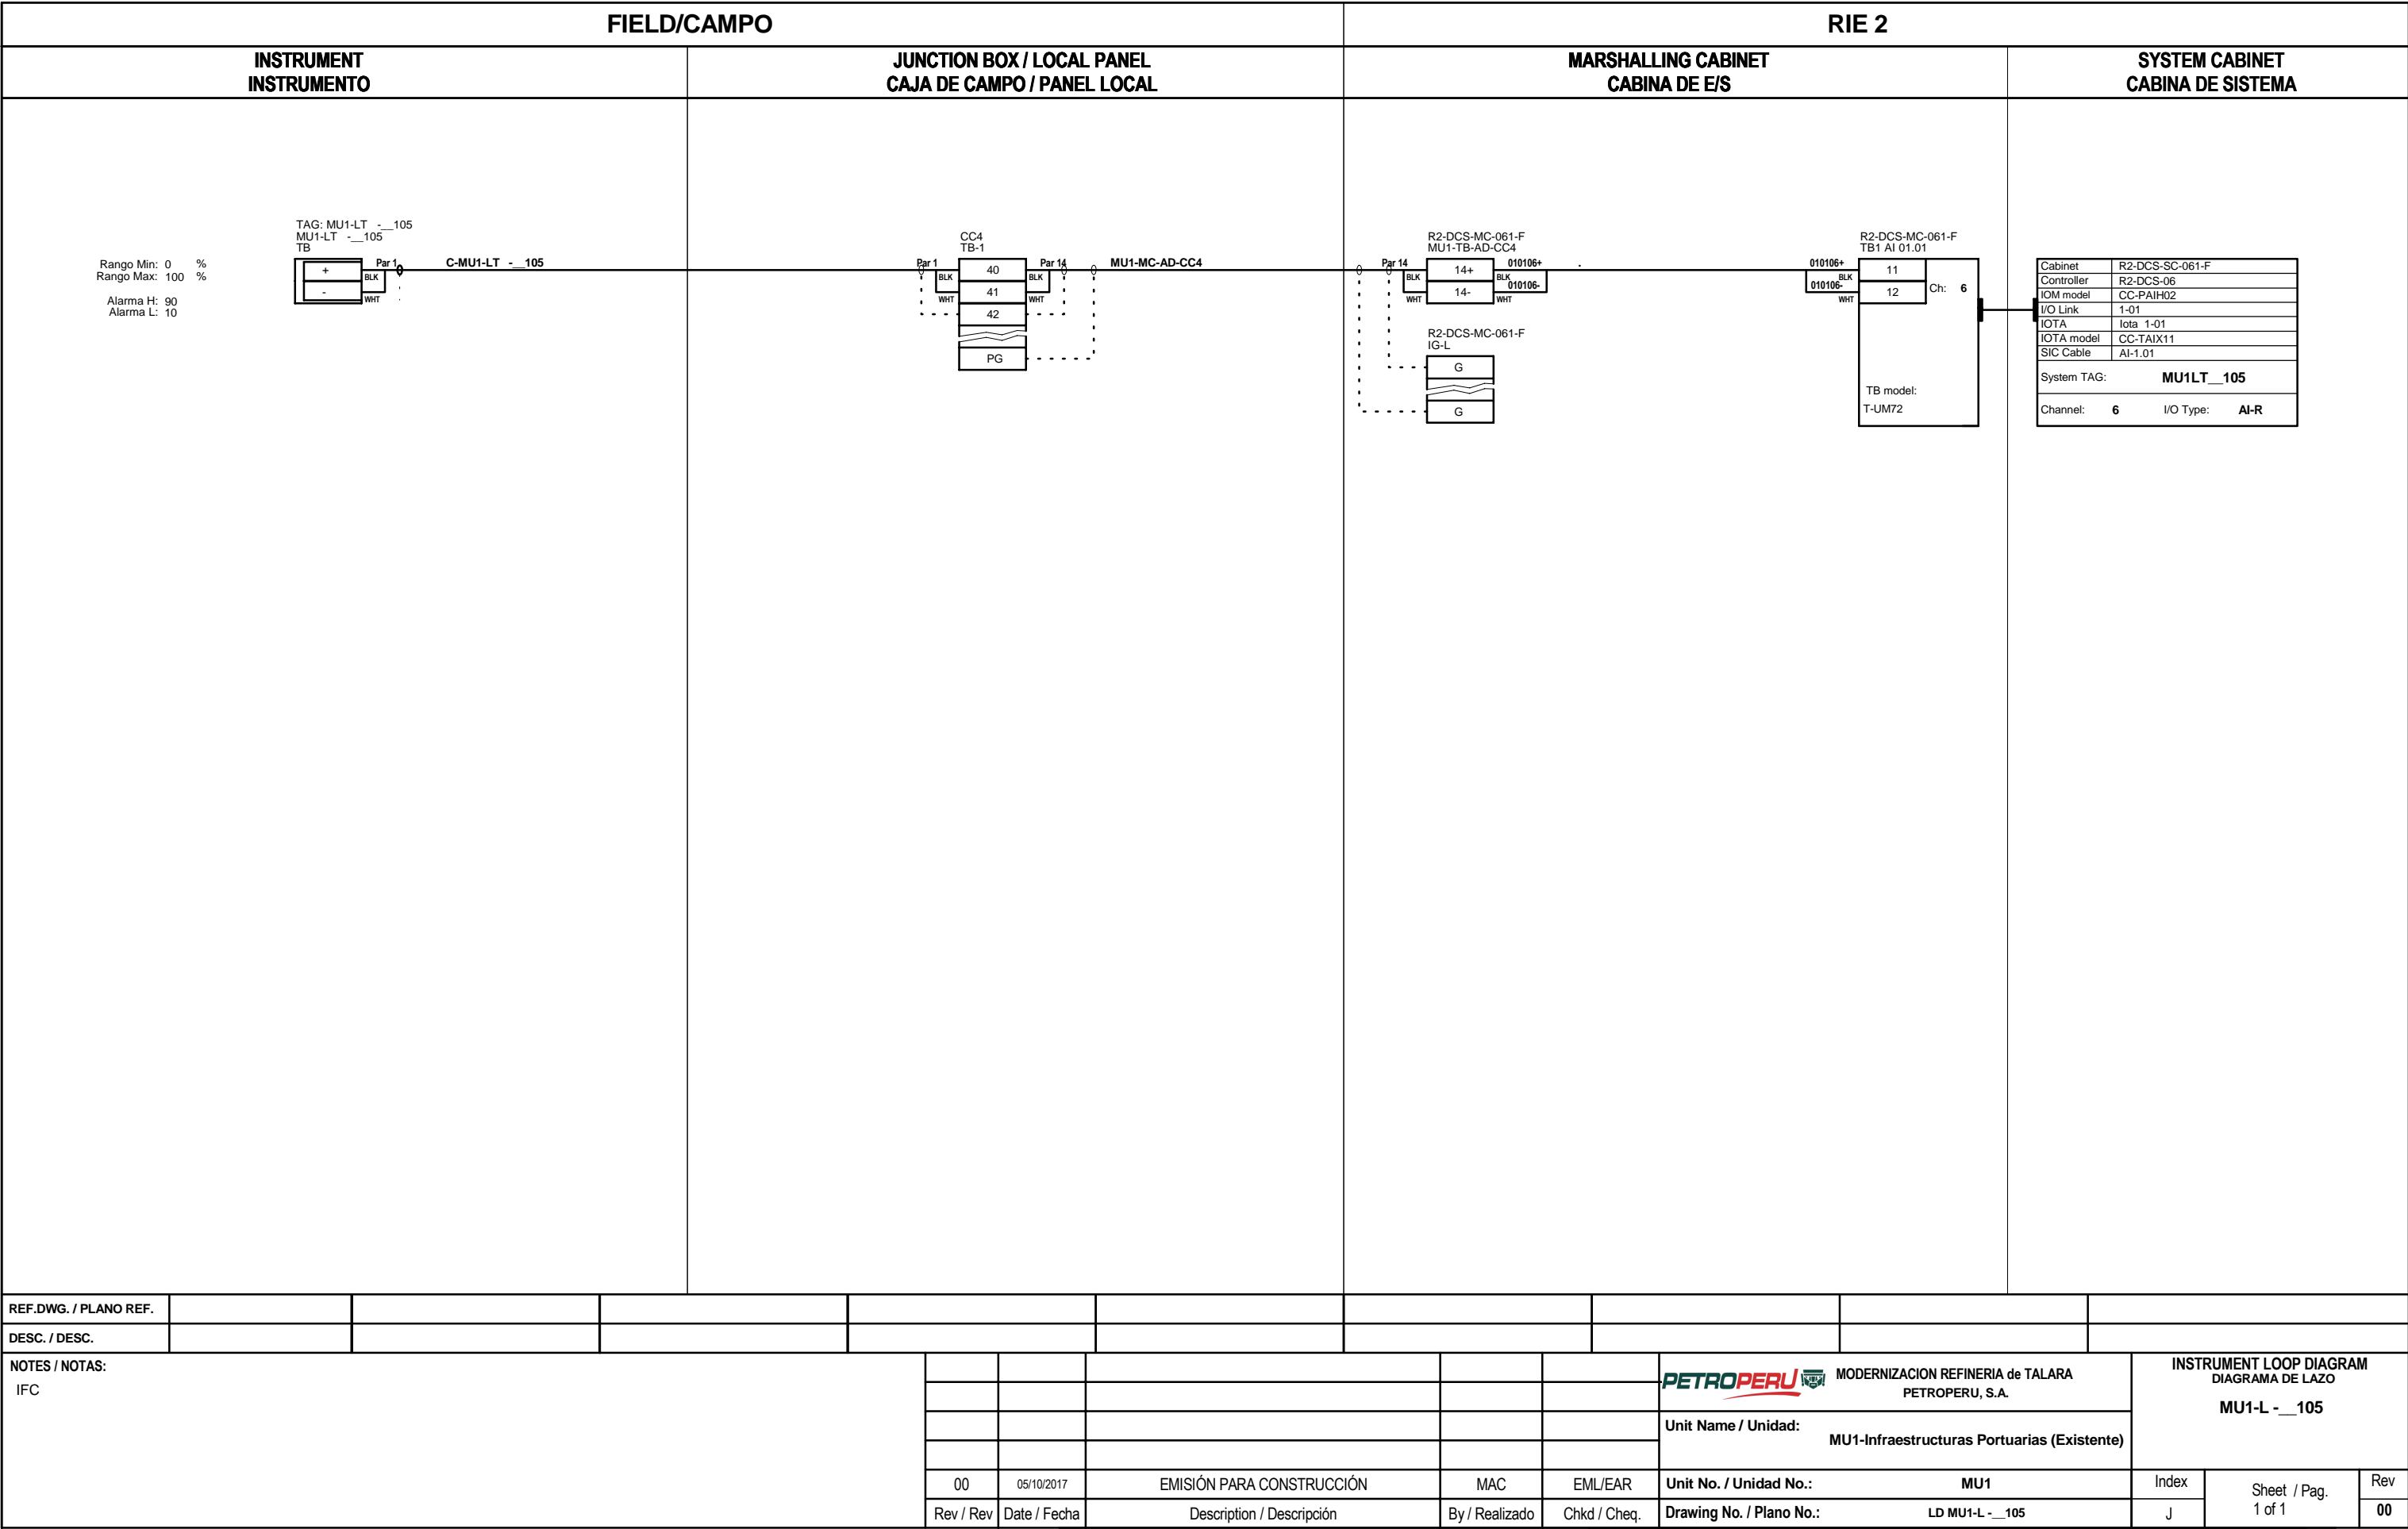 FIELD/CAMPO
RIE 2
INSTRUMENT
INSTRUMENTO
JUNCTION BOX / LOCAL PANEL
CAJA DE CAMPO / PANEL LOCAL
MARSHALLING CABINET
CABINA DE E/S
SYSTEM CABINET
CABINA DE SISTEMA
Rango Min: 0 %
Rango Max: 100 %
Alarma H: 90
Alarma L: 10
TAG: MU1-LT -__105
MU1-LT -__105
TB
+
-
Par 1
BLK
WHT
C-MU1-LT -__105
CC4
TB-1
Par 1
BLK
WHT
40
41
42
PG
Par 14
BLK
WHT
MU1-MC-AD-CC4
R2-DCS-MC-061-F
MU1-TB-AD-CC4
Par 14
BLK
WHT
14+
14-
010106+
BLK
010106-
WHT
R2-DCS-MC-061-F
IG-L
G
G
R2-DCS-MC-061-F
TB1 AI 01.01
010106+
BLK
010106-
WHT
11
12
Ch: 6
TB model:
T-UM72
Cabinet R2-DCS-SC-061-F
Controller R2-DCS-06
IOM model CC-PAIH02
I/O Link 1-01
IOTA Iota 1-01
IOTA model CC-TAIX11
SIC Cable AI-1.01
System TAG: MU1LT__105
Channel: 6 I/O Type: AI-R
REF.DWG. / PLANO REF.
DESC. / DESC.
NOTES / NOTAS:
IFC
00 05/10/2017 EMISIÓN PARA CONSTRUCCIÓN MAC EML/EAR
Rev / Rev Date / Fecha Description / Descripción By / Realizado Chkd / Cheq.
PETROPERU
MODERNIZACION REFINERIA de TALARA
PETROPERU, S.A.
Unit Name / Unidad:
MU1-Infraestructuras Portuarias (Existente)
Unit No. / Unidad No.: MU1
Drawing No. / Plano No.: LD MU1-L -__105
INSTRUMENT LOOP DIAGRAM
DIAGRAMA DE LAZO
MU1-L -__105
Index
J
Sheet / Pag.
1 of 1
Rev
00